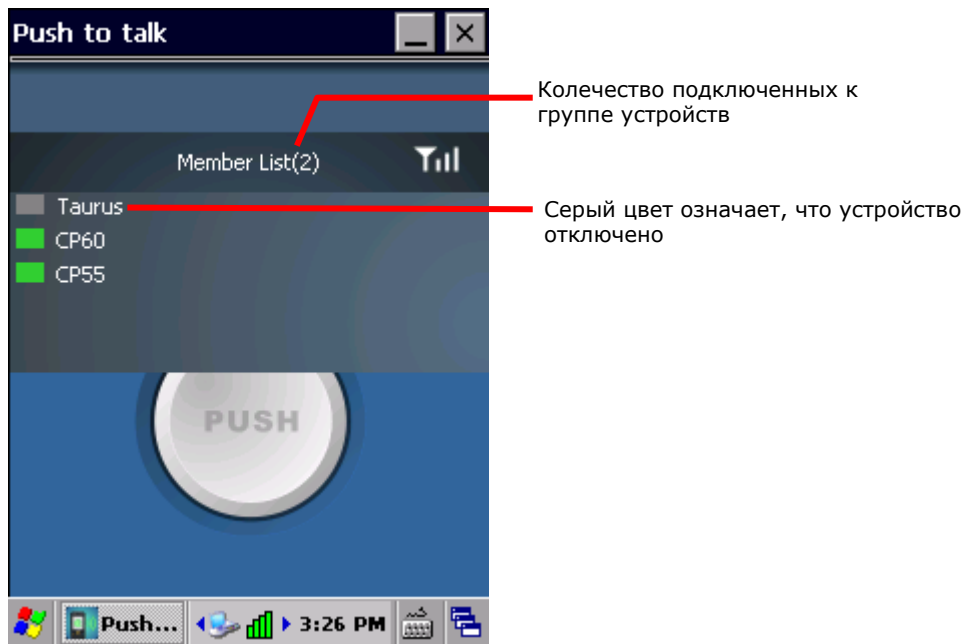 Push to talk
Колечество подключенных к
группе устройств
Member List(2)
Taurus
Серый цвет означает, что устройство
отключено
CP60
CP55
PUSH
Push... 3:26 PM